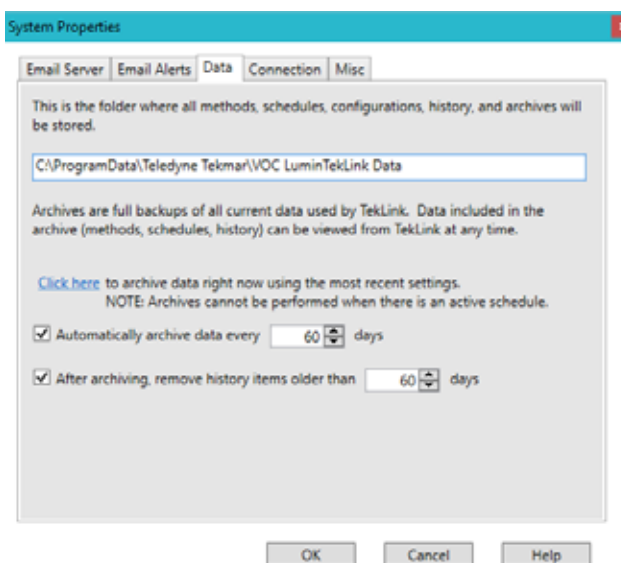 System Properties
Email Server Email Alerts Data Connection Misc
This is the folder where all methods, schedules, configurations, history, and archives will
be stored.
C:\ProgramData\Teledyne Tekmar\VOC LuminTekLink Data
Archives are full backups of all current data used by TekLink. Data included in the
archive (methods, schedules, history) can be viewed from TekLink at any time.
Click here to archive data right now using the most recent settings.
NOTE: Archives cannot be performed when there is an active schedule.
Automatically archive data every 60 days
After archiving, remove history items older than 60 days
OK Cancel Help